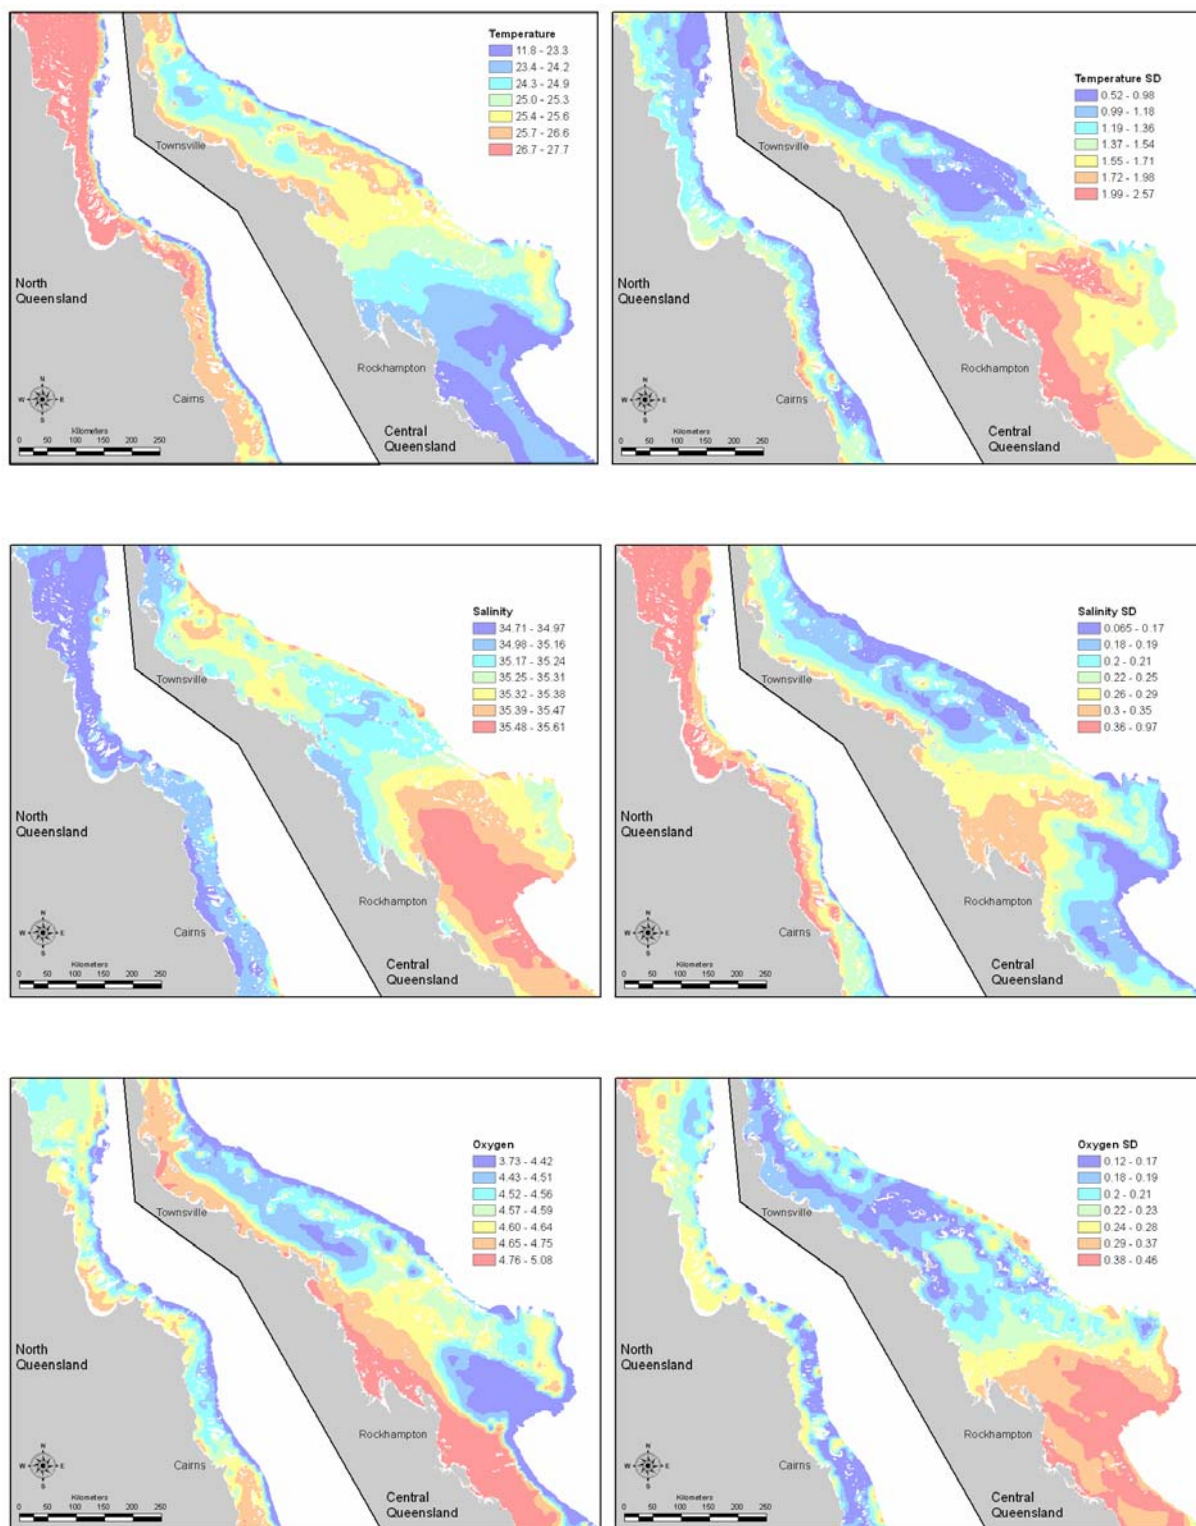 Temperature
11.8 - 23.3
23.4 - 24.2
24.3 - 24.9
25.0 - 25.3
25.4 - 25.6
25.7 - 26.6
26.7 - 27.7
Townsville
North
Queensland
Rockhampton
Cairns
Central
Queensland
N
W E
S
Kilometers
0 25 50 100 150 200 250
Temperature SD
0.52 - 0.98
0.99 - 1.18
1.19 - 1.36
1.37 - 1.54
1.55 - 1.71
1.72 - 1.98
1.99 - 2.57
Townsville
North
Queensland
Rockhampton
Cairns
Central
Queensland
N
W E
S
Kilometers
0 25 50 100 150 200 250
Salinity
34.71 - 34.97
34.98 - 35.16
35.17 - 35.24
35.25 - 35.31
35.32 - 35.38
35.39 - 35.47
35.48 - 35.61
Townsville
North
Queensland
Rockhampton
Cairns
Central
Queensland
N
W E
S
Kilometers
0 25 50 100 150 200 250
Salinity SD
0.065 - 0.17
0.18 - 0.19
0.2 - 0.21
0.22 - 0.25
0.26 - 0.29
0.3 - 0.35
0.36 - 0.97
Townsville
North
Queensland
Rockhampton
Cairns
Central
Queensland
N
W E
S
Kilometers
0 25 50 100 150 200 250
Oxygen
3.73 - 4.42
4.43 - 4.51
4.52 - 4.56
4.57 - 4.59
4.60 - 4.64
4.65 - 4.75
4.76 - 5.08
Townsville
North
Queensland
Rockhampton
Cairns
Central
Queensland
N
W E
S
Kilometers
0 25 50 100 150 200 250
Oxygen SD
0.12 - 0.17
0.18 - 0.19
0.2 - 0.21
0.22 - 0.23
0.24 - 0.28
0.29 - 0.37
0.38 - 0.46
Townsville
North
Queensland
Rockhampton
Cairns
Central
Queensland
N
W E
S
Kilometers
0 25 50 100 150 200 250